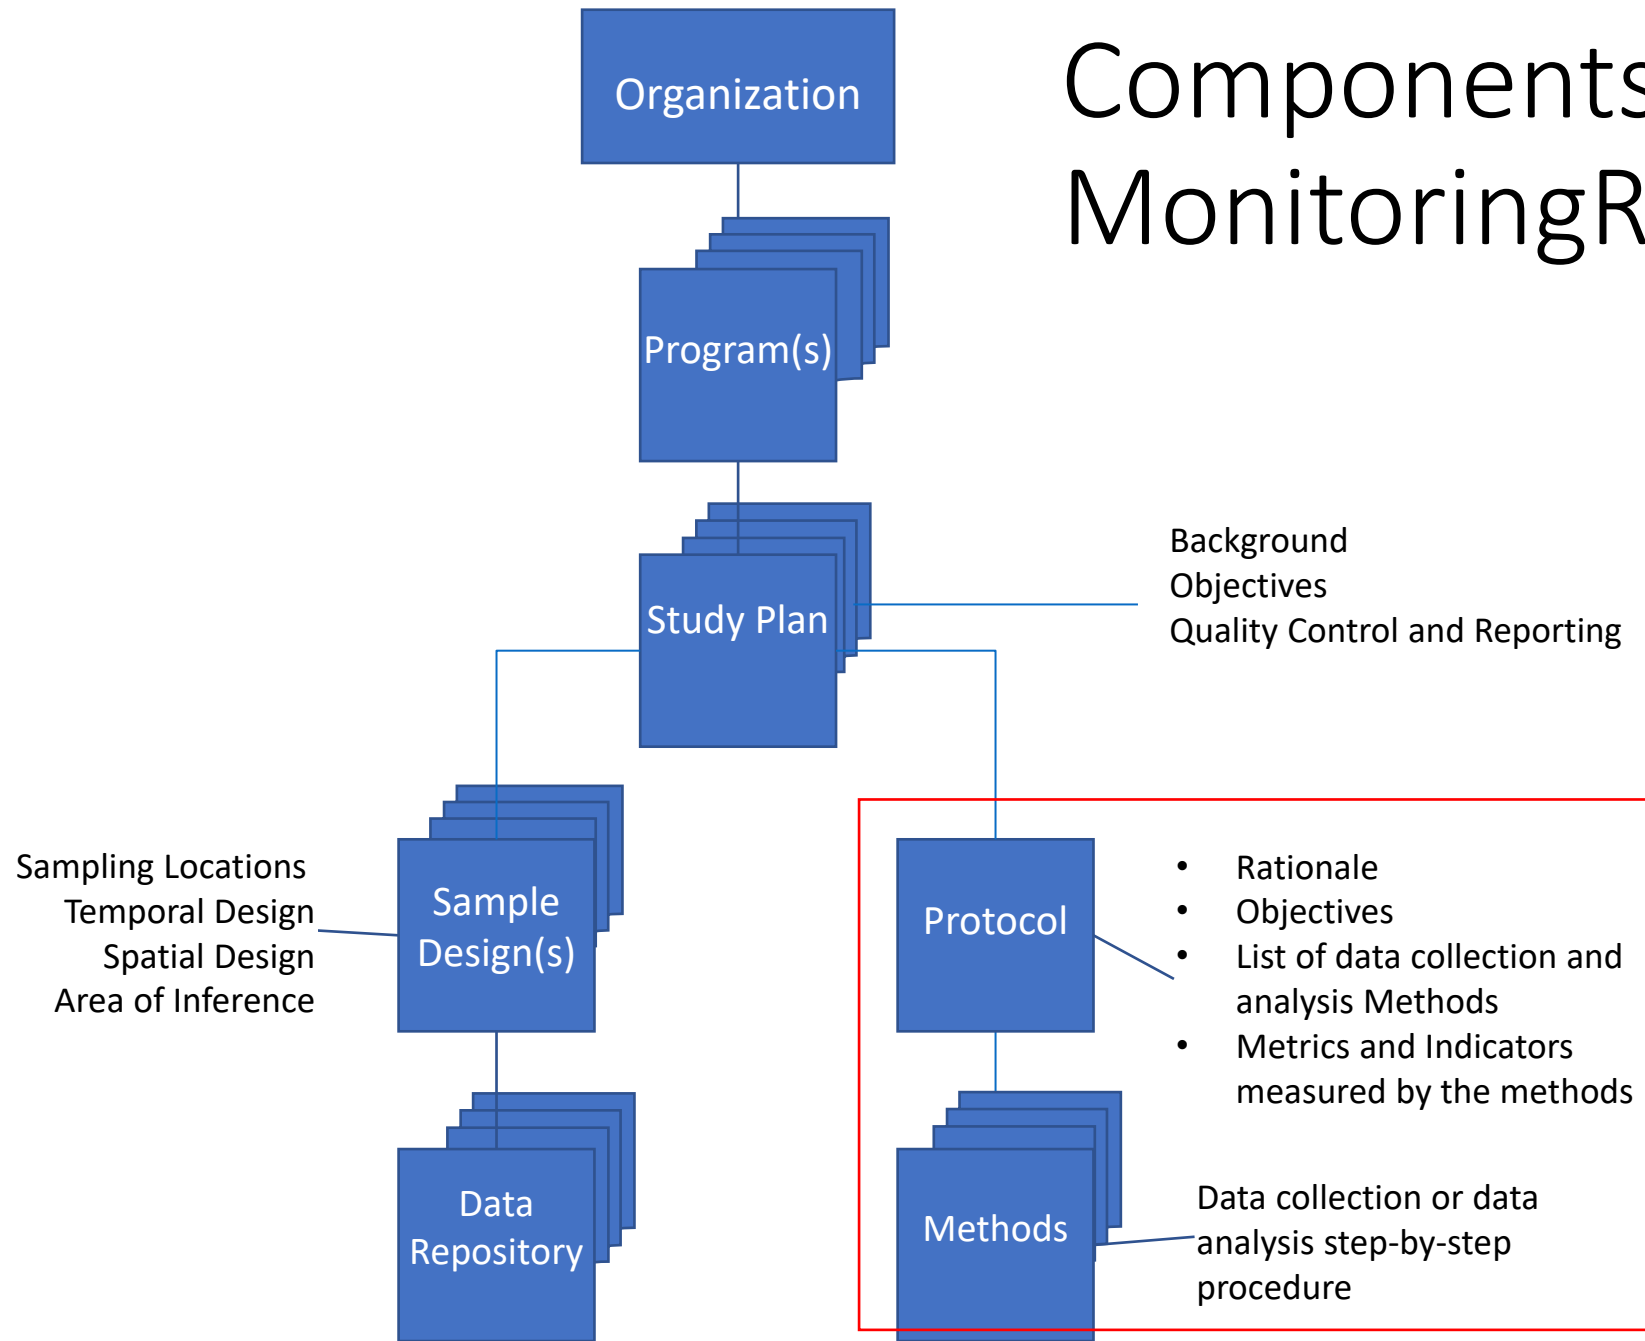 Components
MonitoringR
Organization
Program(s)
Study Plan
Background
Objectives
Quality Control and Reporting
Sampling Locations
Temporal Design
Spatial Design
Area of Inference
Sample
Design(s)
Protocol
• Rationale
• Objectives
• List of data collection and
analysis Methods
• Metrics and Indicators
measured by the methods
Data
Repository
Methods
Data collection or data
analysis step-by-step
procedure